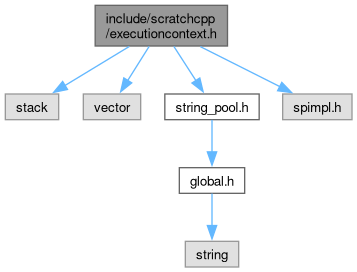 include/scratchcpp
/executioncontext.h
stack
vector
string_pool.h
spimpl.h
global.h
string